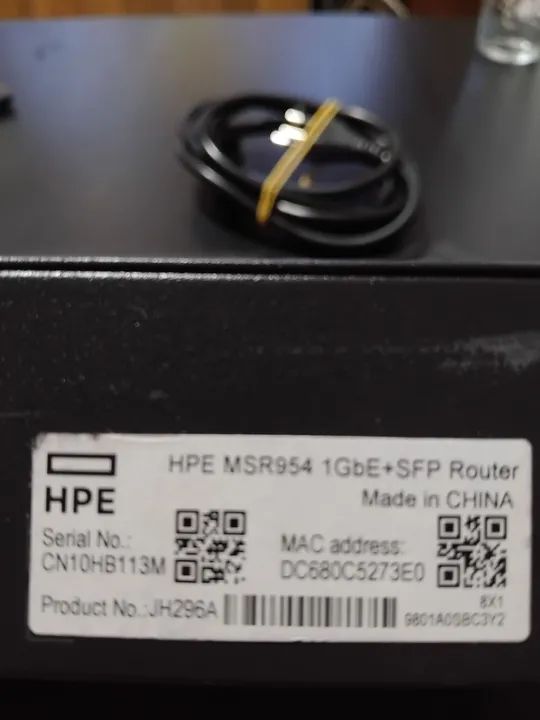 HPE MSR954 1GbE+SFP Router
Made in CHINA
HPE
Serial No.:
CN10HB113M
MAC address:
DC680C5273E0
Product No.:JH296A
8X1
9801A0SBC3Y2